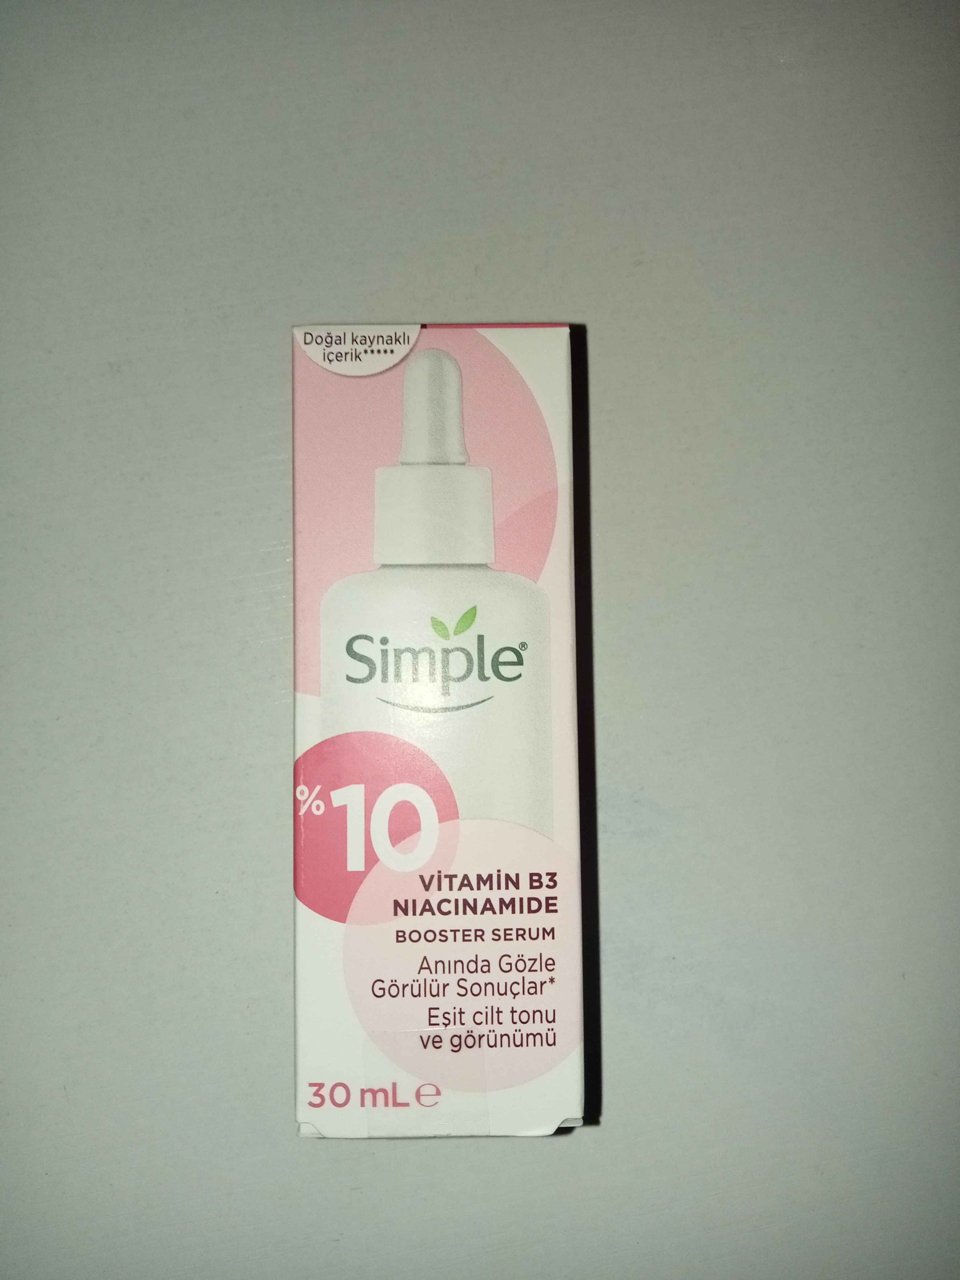 Doğal kaynaklı
içerik*****
Simple®
%10
VİTAMİN B3
NIACINAMIDE
BOOSTER SERUM
Anında Gözle
Görülür Sonuçlar*
Eşit cilt tonu
ve görünümü
30 mL ℮